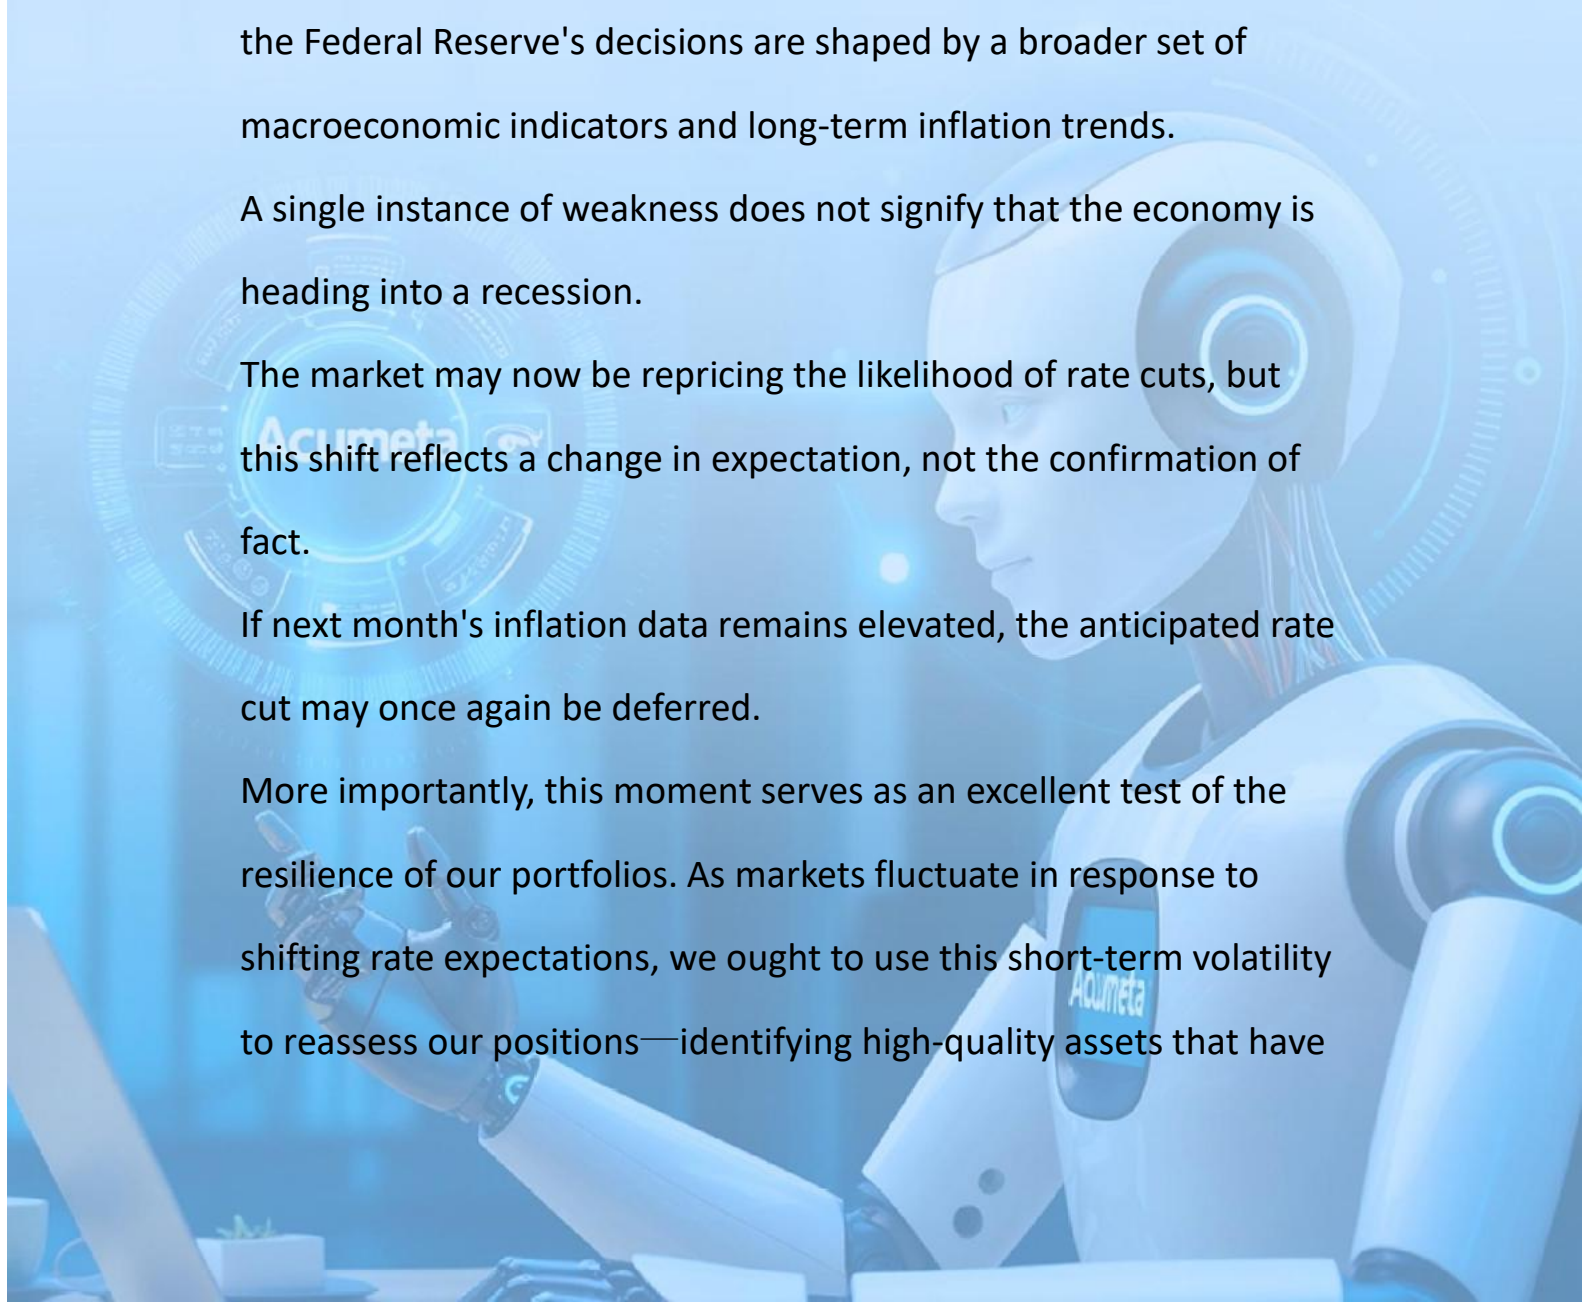 the Federal Reserve's decisions are shaped by a broader set of
macroeconomic indicators and long-term inflation trends.
A single instance of weakness does not signify that the economy is
heading into a recession.
The market may now be repricing the likelihood of rate cuts, but
Acumeta
this shift reflects a change in expectation, not the confirmation of
fact.
If next month's inflation data remains elevated, the anticipated rate
cut may once again be deferred.
More importantly, this moment serves as an excellent test of the
resilience of our portfolios. As markets fluctuate in response to
shifting rate expectations, we ought to use this short-term volatility
Acumeta
to reassess our positions—identifying high-quality assets that have